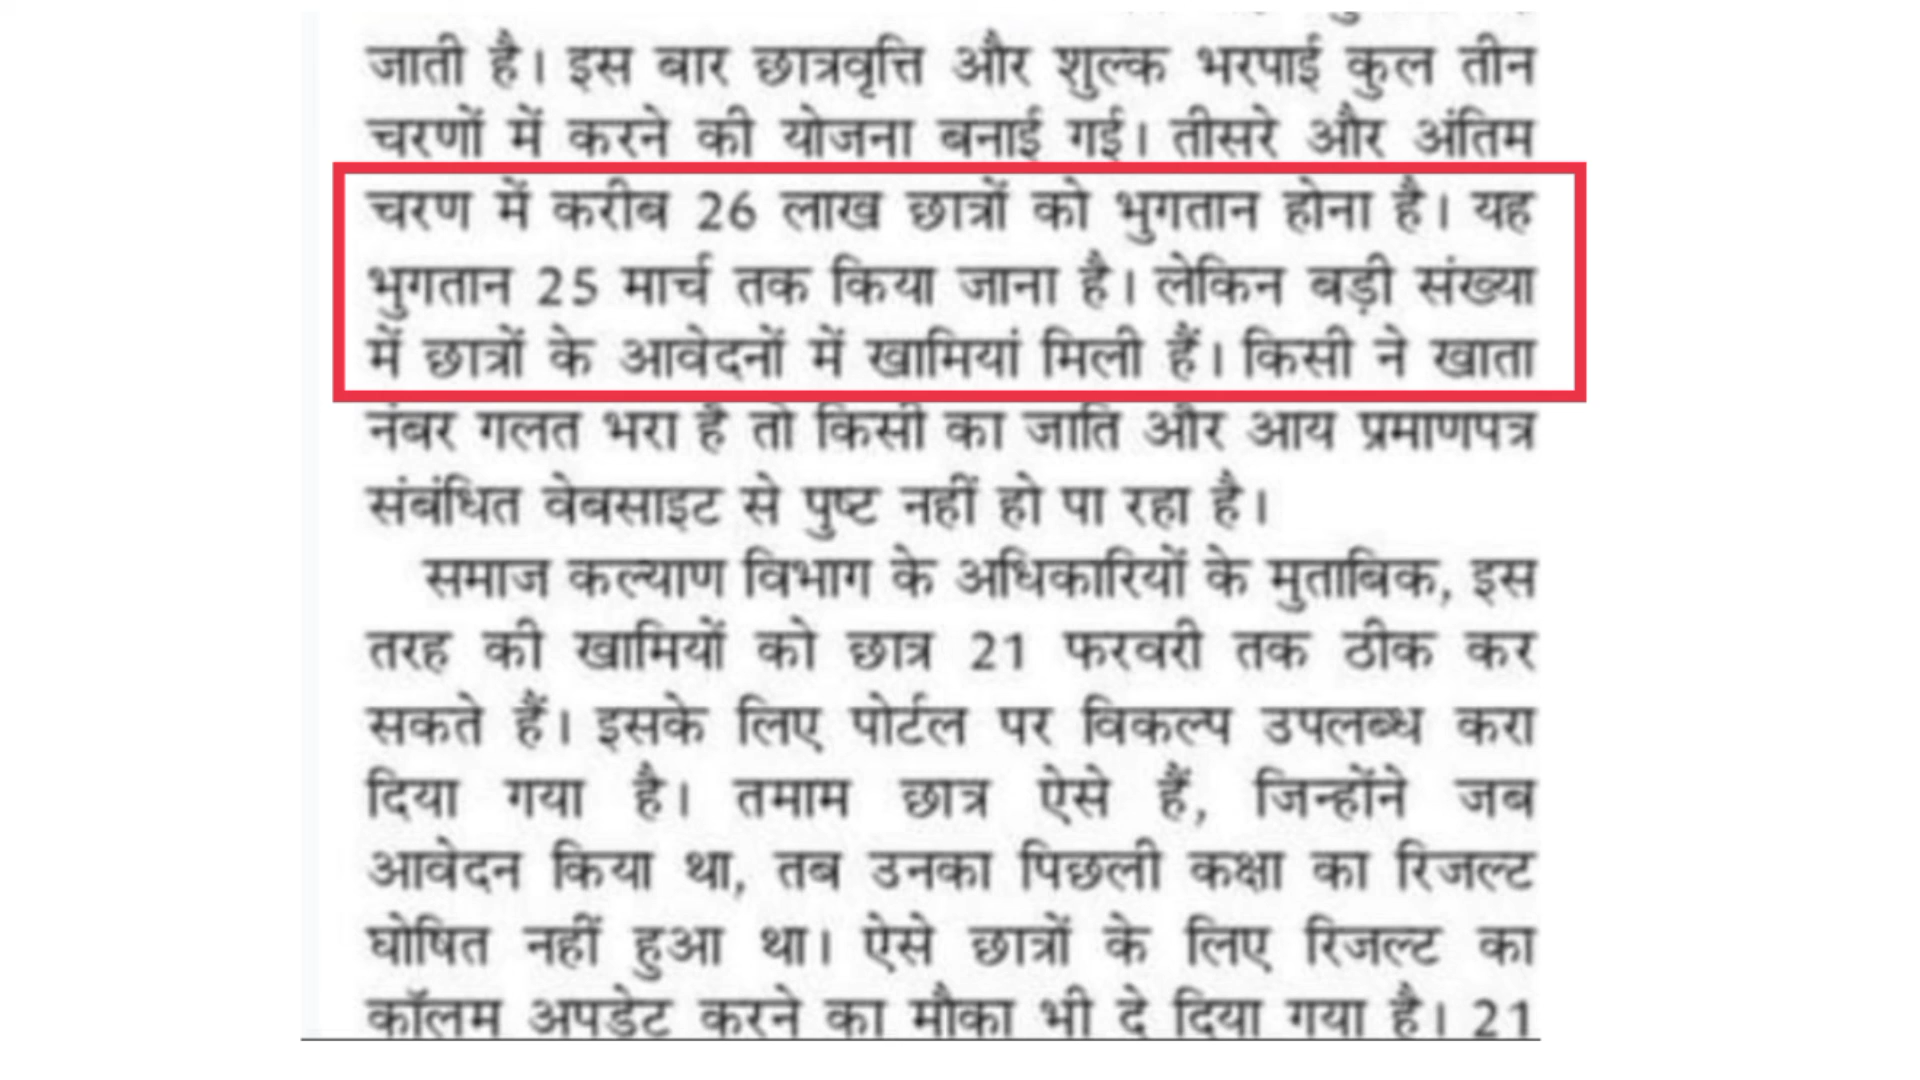 जाती है। इस बार छात्रवृत्ति और शुल्क भरपाई कुल तीन
चरणों में करने की योजना बनाई गई। तीसरे और अंतिम
चरण में करीब 26 लाख छात्रों को भुगतान होना है। यह
भुगतान 25 मार्च तक किया जाना है। लेकिन बड़ी संख्या
में छात्रों के आवेदनों में खामियां मिली हैं। किसी ने खाता
नंबर गलत भरा है तो किसी का जाति और आय प्रमाणपत्र
संबंधित वेबसाइट से पुष्ट नहीं हो पा रहा है।
समाज कल्याण विभाग के अधिकारियों के मुताबिक, इस
तरह की खामियों को छात्र 21 फरवरी तक ठीक कर
सकते हैं। इसके लिए पोर्टल पर विकल्प उपलब्ध करा
दिया गया है। तमाम छात्र ऐसे हैं, जिन्होंने जब
आवेदन किया था, तब उनका पिछली कक्षा का रिजल्ट
घोषित नहीं हुआ था। ऐसे छात्रों के लिए रिजल्ट का
कॉलम अपडेट करने का मौका भी दे दिया गया है। 21